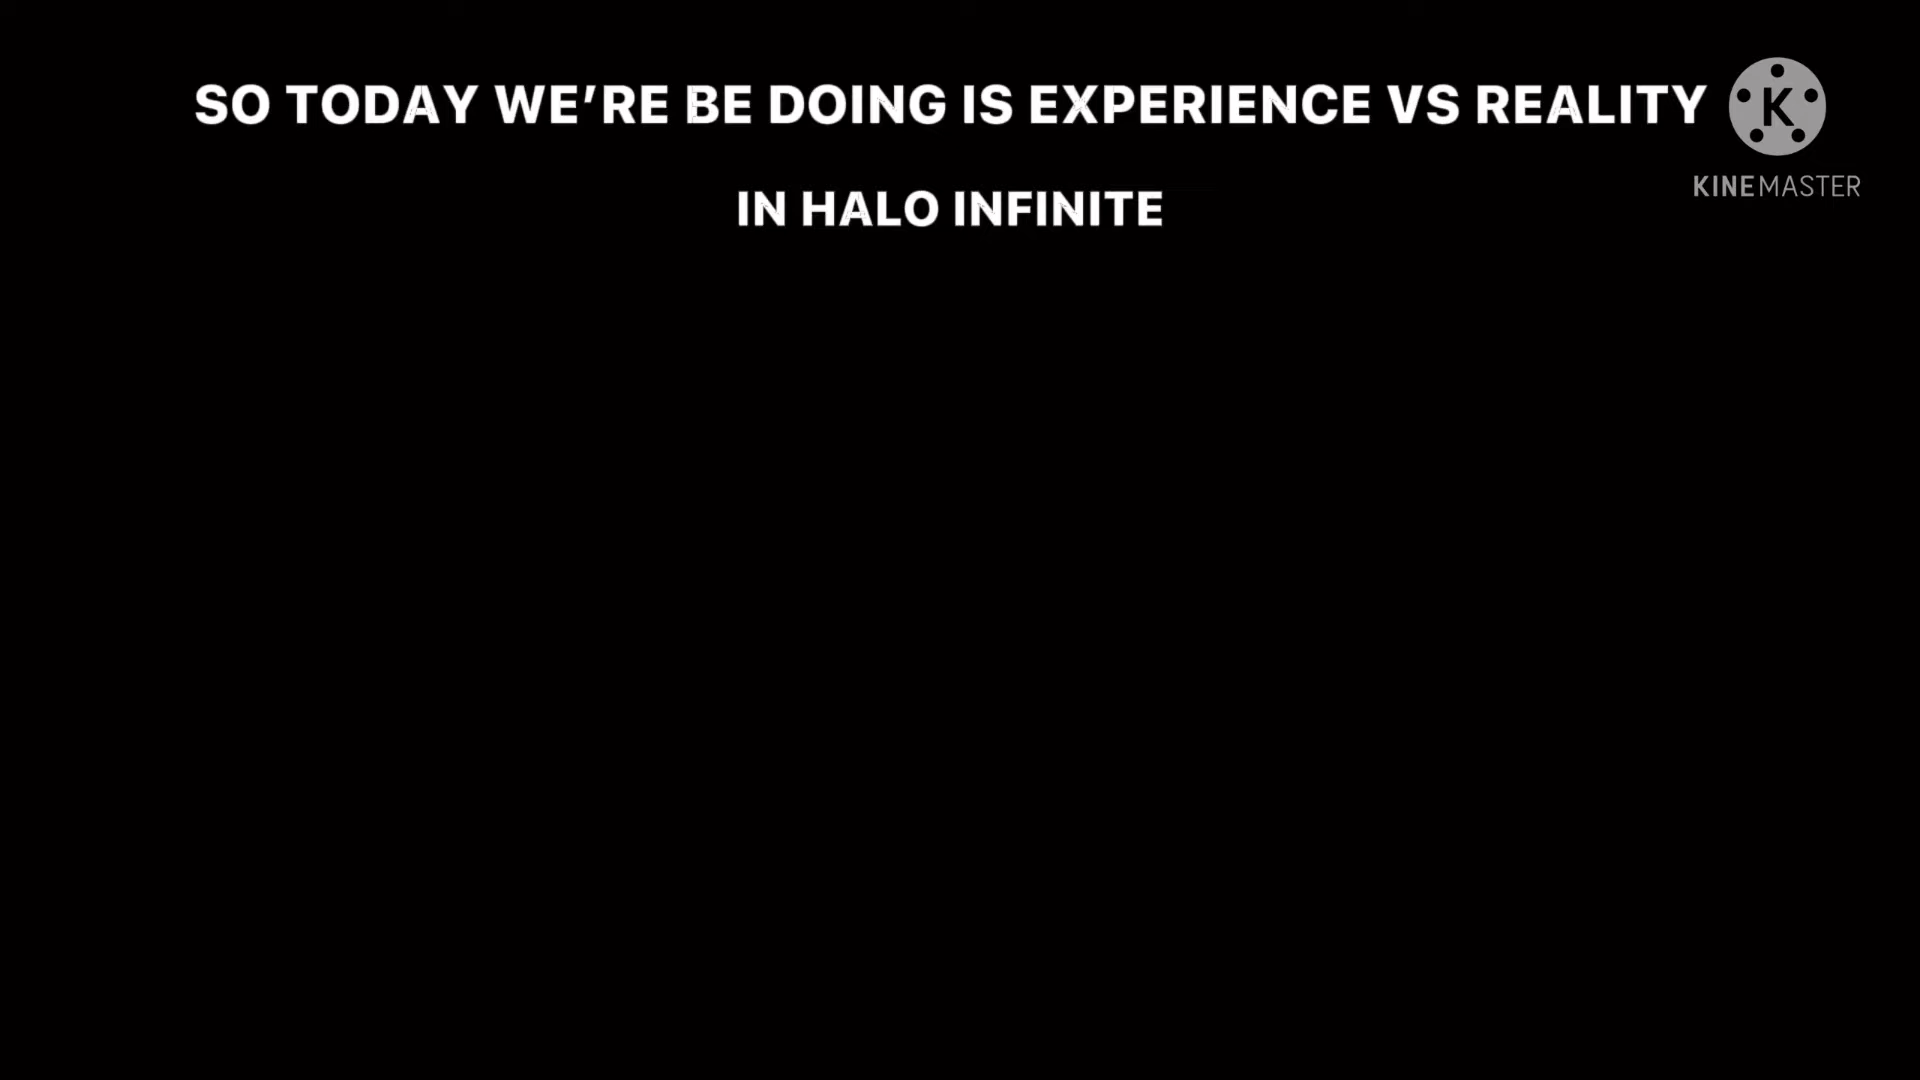 SO TODAY WE’RE BE DOING IS EXPERIENCE VS REALITY
IN HALO INFINITE
K
KINEMASTER